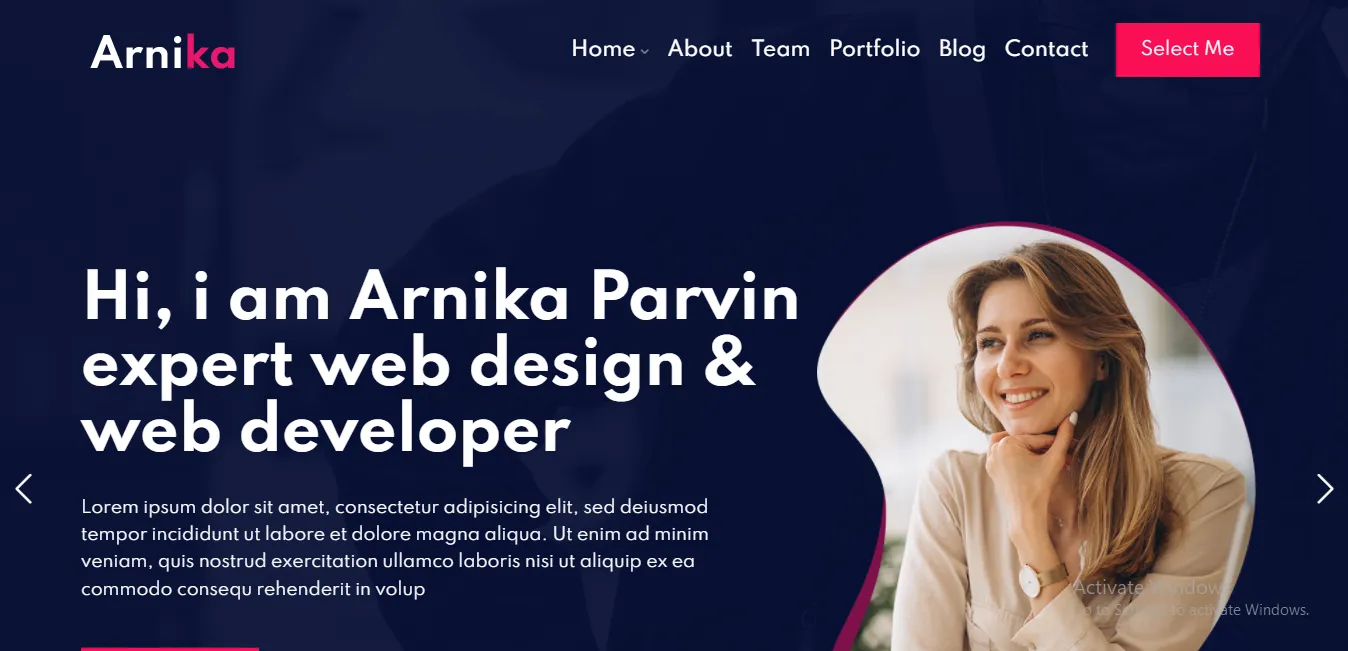 Arnika
Home About Team Portfolio Blog Contact Select Me
Hi, i am Arnika Parvin
expert web design &
web developer
Lorem ipsum dolor sit amet, consectetur adipisicing elit, sed deiusmod
tempor incididunt ut labore et dolore magna aliqua. Ut enim ad minim
veniam, quis nostrud exercitation ullamco laboris nisi ut aliquip ex ea
commodo consequ rehenderit in volup
Activate Windows
to activate Windows.